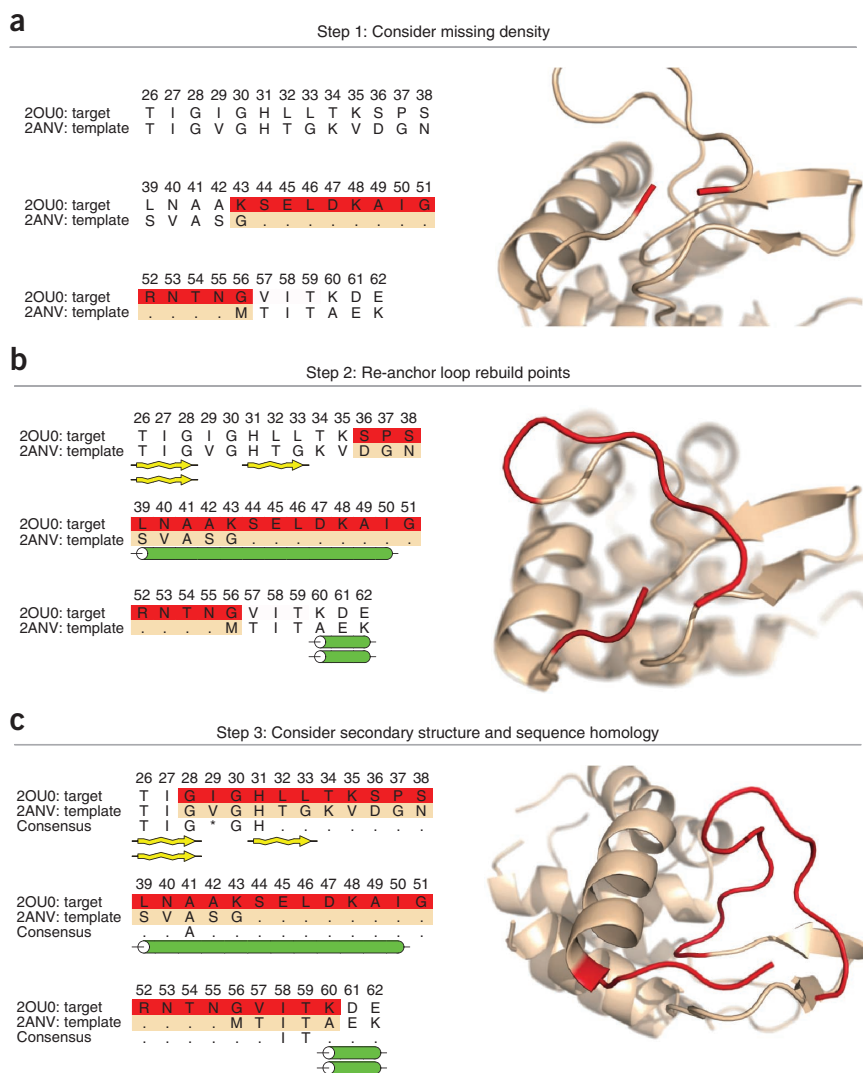 a
Step 1: Consider missing density
26 27 28 29 30 31 32 33 34 35 36 37 38
2OU0: target T I G I G H L L T K S P S
2ANV: template T I G V G H T G K V D G N
39 40 41 42 43 44 45 46 47 48 49 50 51
2OU0: target L N A A K S E L D K A I G
2ANV: template S V A S G . . . . . . . .
52 53 54 55 56 57 58 59 60 61 62
2OU0: target R N T N G V I T K D E
2ANV: template . . . . M T I T A E K
b
Step 2: Re-anchor loop rebuild points
26 27 28 29 30 31 32 33 34 35 36 37 38
2OU0: target T I G I G H L L T K S P S
2ANV: template T I G V G H T G K V D G N
39 40 41 42 43 44 45 46 47 48 49 50 51
2OU0: target L N A A K S E L D K A I G
2ANV: template S V A S G . . . . . . . .
52 53 54 55 56 57 58 59 60 61 62
2OU0: target R N T N G V I T K D E
2ANV: template . . . . M T I T A E K
c
Step 3: Consider secondary structure and sequence homology
26 27 28 29 30 31 32 33 34 35 36 37 38
2OU0: target T I G I G H L L T K S P S
2ANV: template T I G V G H T G K V D G N
Consensus T I G * G H . . . . . . .
39 40 41 42 43 44 45 46 47 48 49 50 51
2OU0: target L N A A K S E L D K A I G
2ANV: template S V A S G . . . . . . . .
Consensus . . A . . . . . . . . . .
52 53 54 55 56 57 58 59 60 61 62
2OU0: target R N T N G V I T K D E
2ANV: template . . . . M T I T A E K
Consensus . . . . . . I T . . .